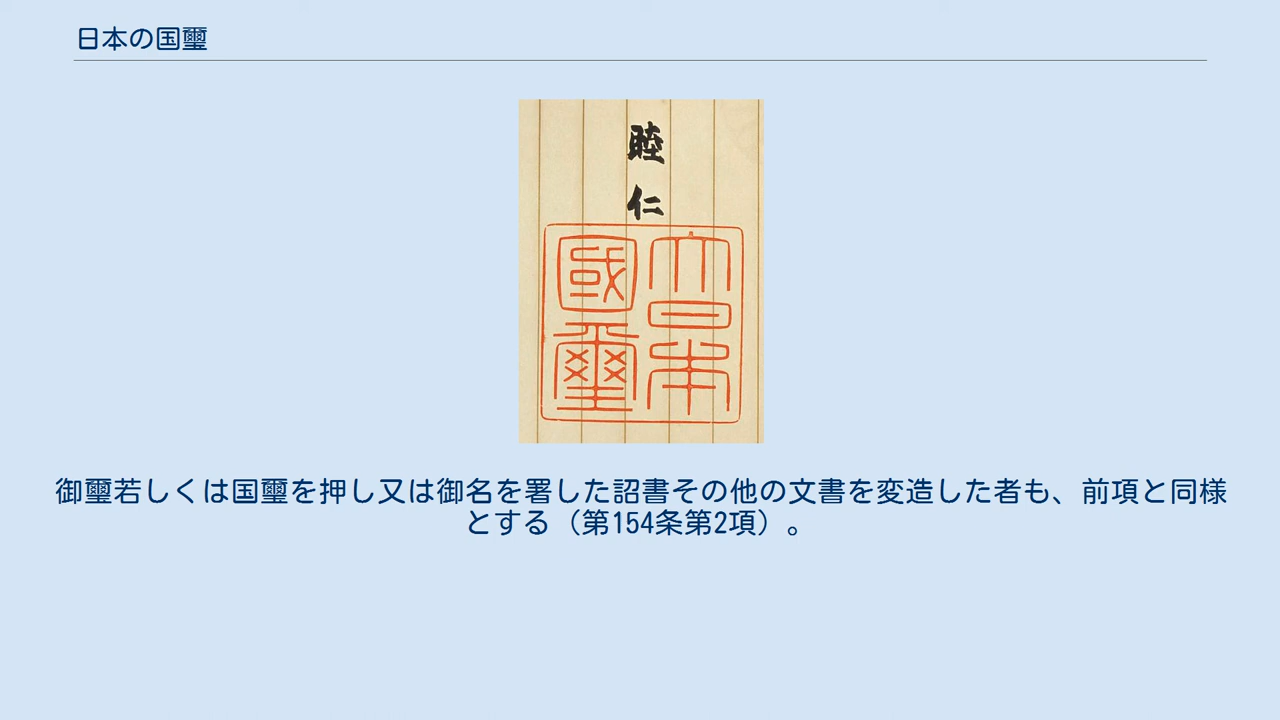 日本の国璽
睦仁
大日本
國璽
御璽若しくは国璽を押し又は御名を署した詔書その他の文書を変造した者も、前項と同様
とする（第154条第2項）。